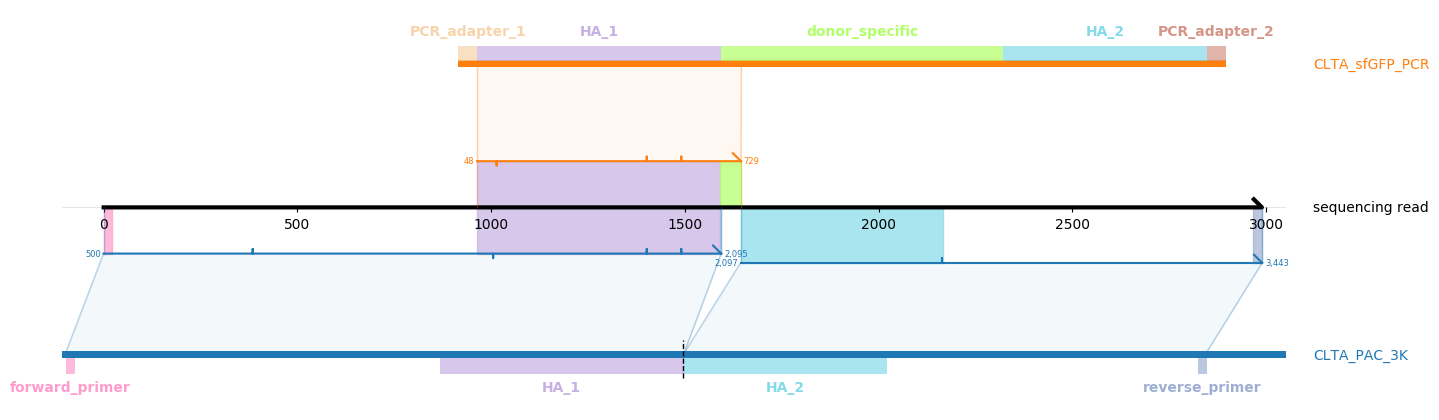 PCR_adapter_1 HA_1 donor_specific HA_2 PCR_adapter_2
CLTA_sfGFP_PCR
48 729
sequencing read
0 500 1000 1500 2000 2500 3000
500 2,095
2,097 3,443
CLTA_PAC_3K
forward_primer HA_1 HA_2 reverse_primer